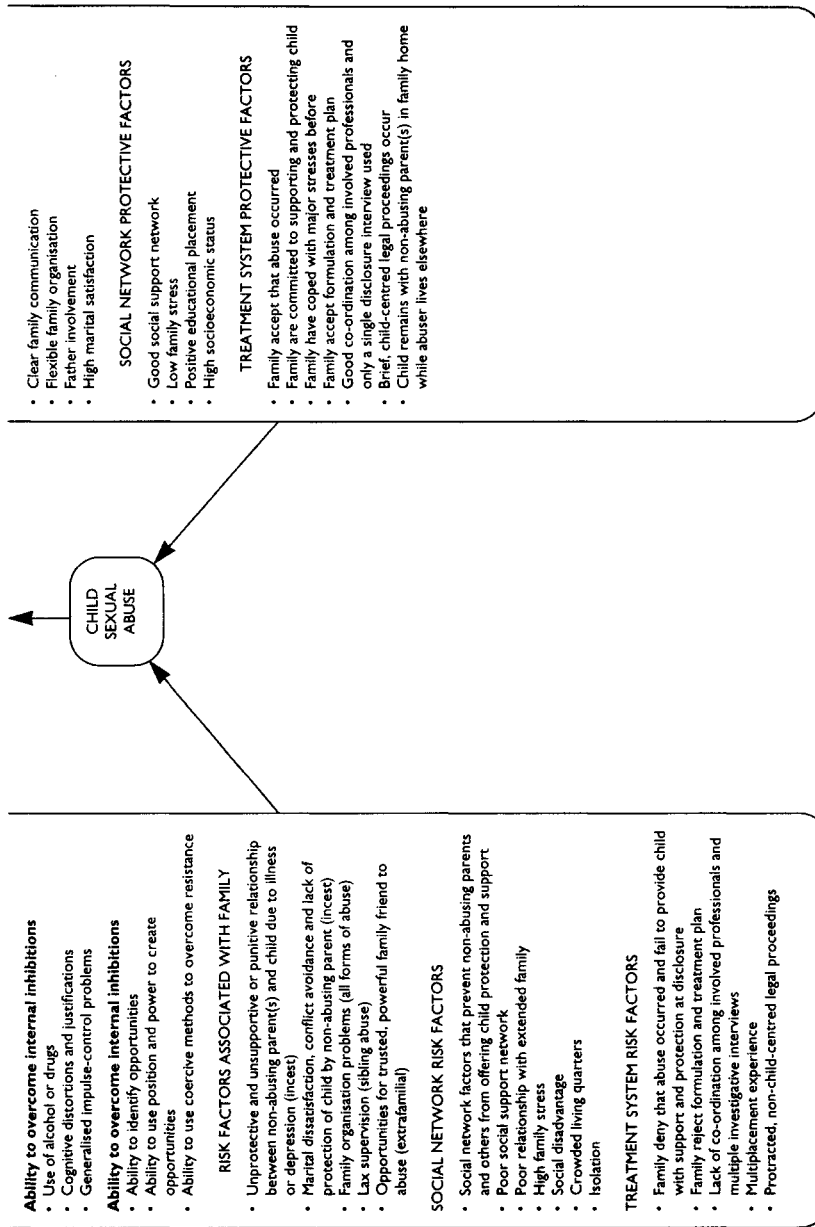 Ability to overcome internal inhibitions
• Use of alcohol or drugs
• Cognitive distortions and justifications
• Generalised impulse-control problems
Ability to overcome internal inhibitions
• Ability to identify opportunities
• Ability to use position and power to create
opportunities
• Ability to use coercive methods to overcome resistance
RISK FACTORS ASSOCIATED WITH FAMILY
• Unprotective and unsupportive or punitive relationship
between non-abusing parent(s) and child due to illness
or depression (incest)
• Marital dissatisfaction, conflict avoidance and lack of
protection of child by non-abusing parent (incest)
• Family organisation problems (all forms of abuse)
• Lax supervision (sibling abuse)
• Opportunities for trusted, powerful family friend to
abuse (extrafamilial)
SOCIAL NETWORK RISK FACTORS
• Social network factors that prevent non-abusing parents
and others from offering child protection and support
• Poor social support network
• Poor relationship with extended family
• High family stress
• Social disadvantage
• Crowded living quarters
• Isolation
TREATMENT SYSTEM RISK FACTORS
• Family deny that abuse occurred and fail to provide child
with support and protection at disclosure
• Family reject formulation and treatment plan
• Lack of co-ordination among involved professionals and
multiple investigative interviews
• Multiplacement experience
• Protracted, non-child-centred legal proceedings
CHILD
SEXUAL
ABUSE
• Clear family communication
• Flexible family organisation
• Father involvement
• High marital satisfaction
SOCIAL NETWORK PROTECTIVE FACTORS
• Good social support network
• Low family stress
• Positive educational placement
• High socioeconomic status
TREATMENT SYSTEM PROTECTIVE FACTORS
• Family accept that abuse occurred
• Family are committed to supporting and protecting child
• Family have coped with major stresses before
• Family accept formulation and treatment plan
• Good co-ordination among involved professionals and
only a single disclosure interview used
• Brief, child-centred legal proceedings occur
• Child remains with non-abusing parent(s) in family home
while abuser lives elsewhere